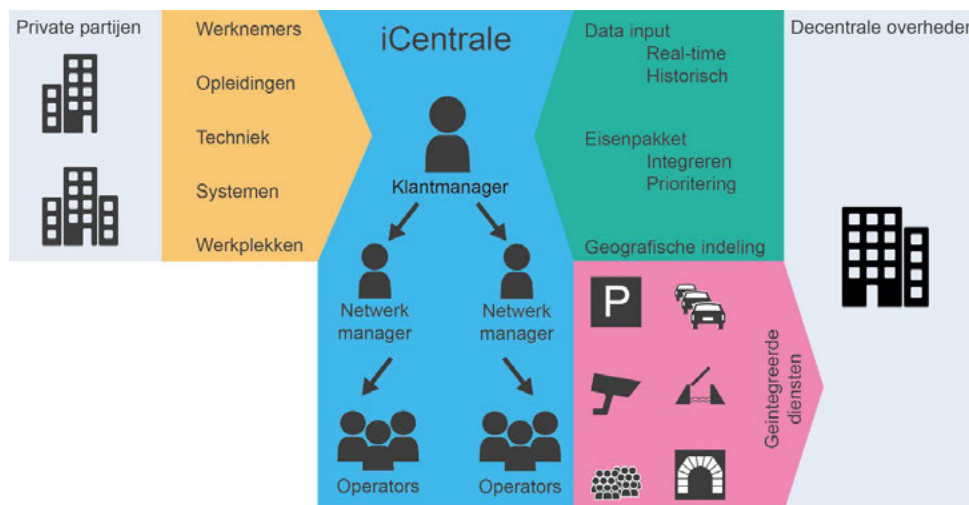 Private partijen
Werknemers
Opleidingen
Techniek
Systemen
Werkplekken
iCentrale
Klantmanager
Netwerk
manager
Netwerk
manager
Operators
Operators
Data input
Real-time
Historisch
Eisenpakket
Integreren
Prioritering
Geografische indeling
P
Geintegreerde
diensten
Decentrale overheden